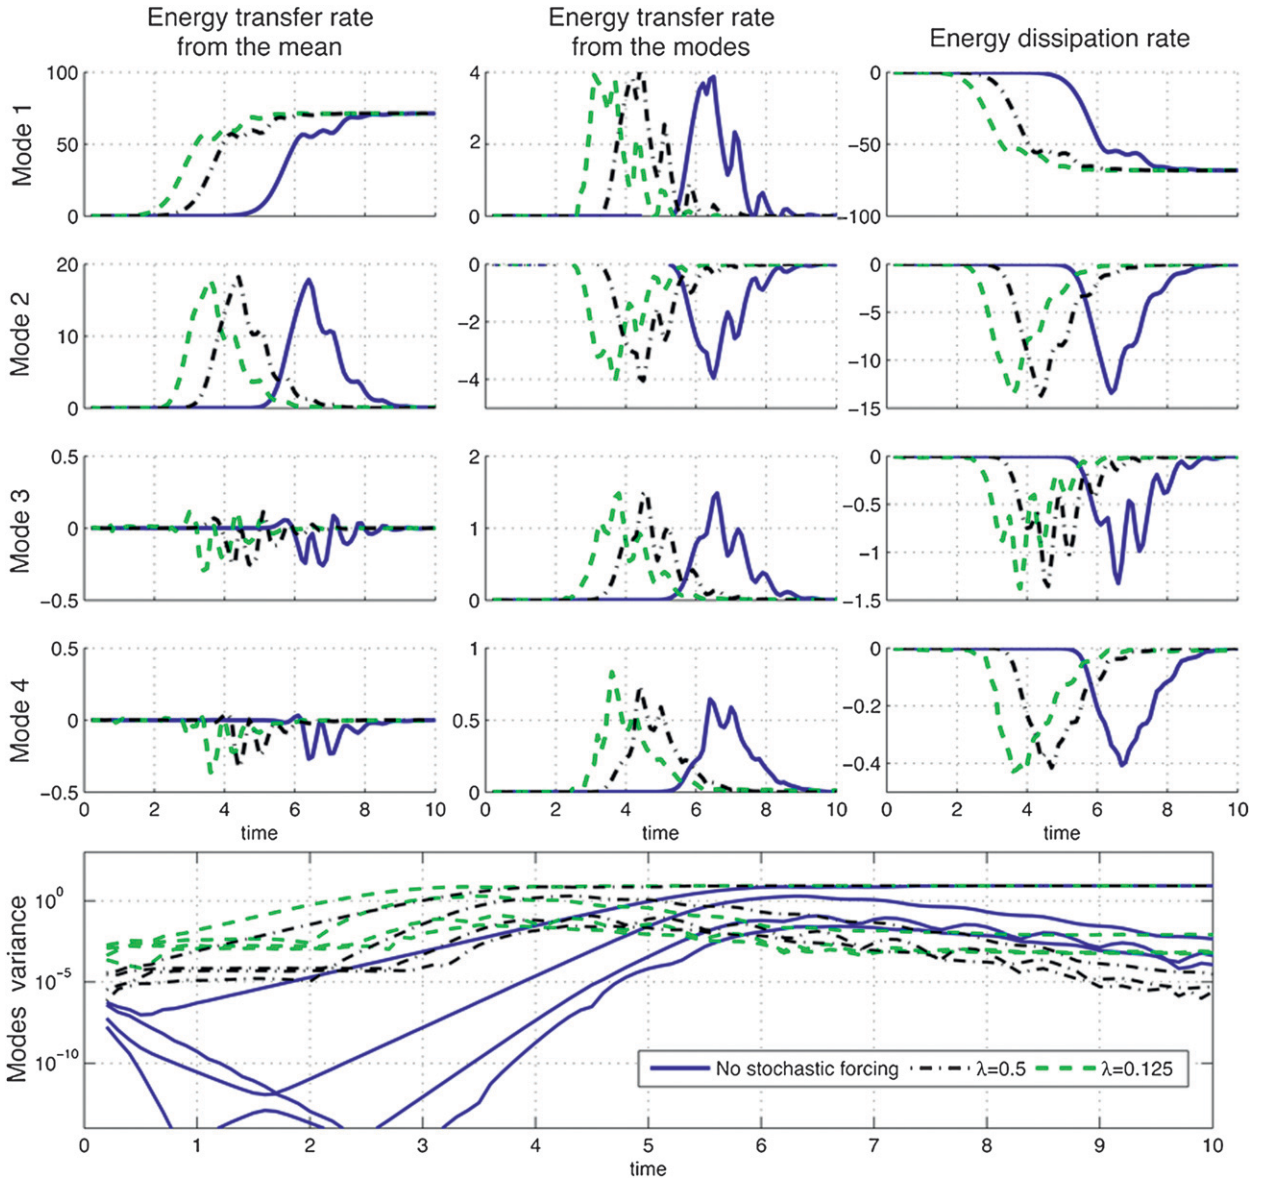 Energy transfer rate
from the mean
Energy transfer rate
from the modes
Energy dissipation rate
Mode 1
100
50
0
4
2
0
0
−50
−100
Mode 2
20
10
0
0
−2
−4
0
−5
−10
−15
Mode 3
0.5
0
−0.5
2
1
0
0
−0.5
−1
−1.5
Mode 4
0.5
0
−0.5
1
0.5
0
0
−0.2
−0.4
0 2 4 6 8 10
0 2 4 6 8 10
0 2 4 6 8 10
time
time
time
Modes variance
10^0
10^−5
10^−10
No stochastic forcing λ=0.5 λ=0.125
0 1 2 3 4 5 6 7 8 9 10
time